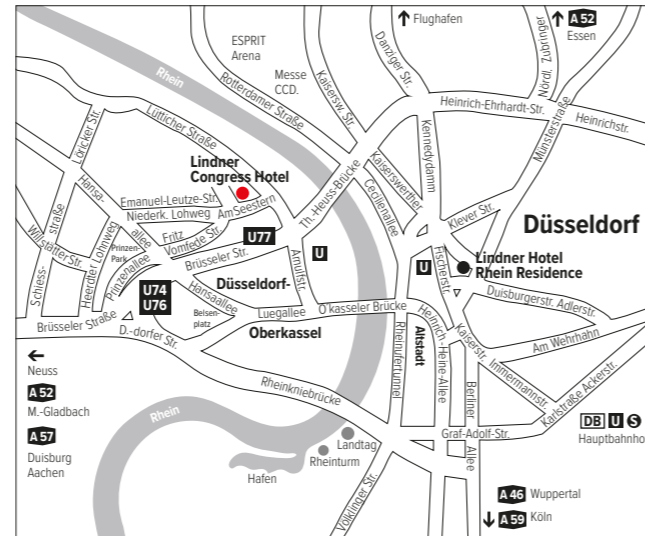 Flughafen
A 52
Essen
ESPRIT
Arena
Messe
CCD.
Rhein
Rotterdamer Straße
Kaisersw. Str.
Danziger Str.
Nördl. Zubringer
Münsterstraße
Heinrich-Ehrhardt-Str.
Heinrichstr.
Löricker Str.
Lütticher Straße
Lindner
Congress Hotel
Kennedydamm
Kaiserswerther
Cecilienallee
Th.-Heuss-Brücke
Hansa-
allee
Emanuel-Leutze-Str.
Niederk. Lohweg
Am Seestern
Fritz
Vomfede Str.
Klever Str.
Düsseldorf
Willstätter Str.
Schiess-
straße
Heerdter Lohnweg
Prinzen-
Park
Prinzenallee
U77
U
U
Fischerstr.
Lindner Hotel
Rhein Residence
Brüsseler Str.
Arnulfstr.
Düsseldorf-
Oberkassel
U74
U76
Hansaallee
Belsen-
platz
Luegallee
O'kasseler Brücke
Duisburgerstr.
Adlerstr.
Brüsseler Straße
D.-dorfer Str.
Rheinufertunnel
Altstadt
Heinrich-Heine-Allee
Kaiserstr.
Immermannstr.
Am Wehrhahn
Karlstraße
Ackerstr.
Berliner
Allee
Neuss
A 52
M.-Gladbach
A 57
Duisburg
Aachen
Rheinkniebrücke
Graf-Adolf-Str.
DB U S
Hauptbahnho
Rhein
Landtag
Rheinturm
Hafen
Völklinger Str.
A 46 Wuppertal
A 59 Köln